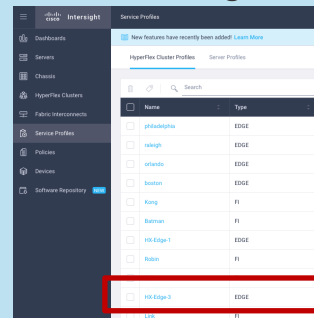 cisco Intersight
Service Profiles
Dashboards
New features have recently been added! Learn More
Servers
HyperFlex Cluster Profiles Server Profiles
Chassis
HyperFlex Clusters
Search
Fabric Interconnects
Name Type
Service Profiles
philadelphia EDGE
Policies
raleigh EDGE
Devices
orlando EDGE
Software Repository
boston EDGE
Kong FI
Batman FI
HX-Edge-1 EDGE
Robin FI
HX-Edge-3 EDGE
Link FI